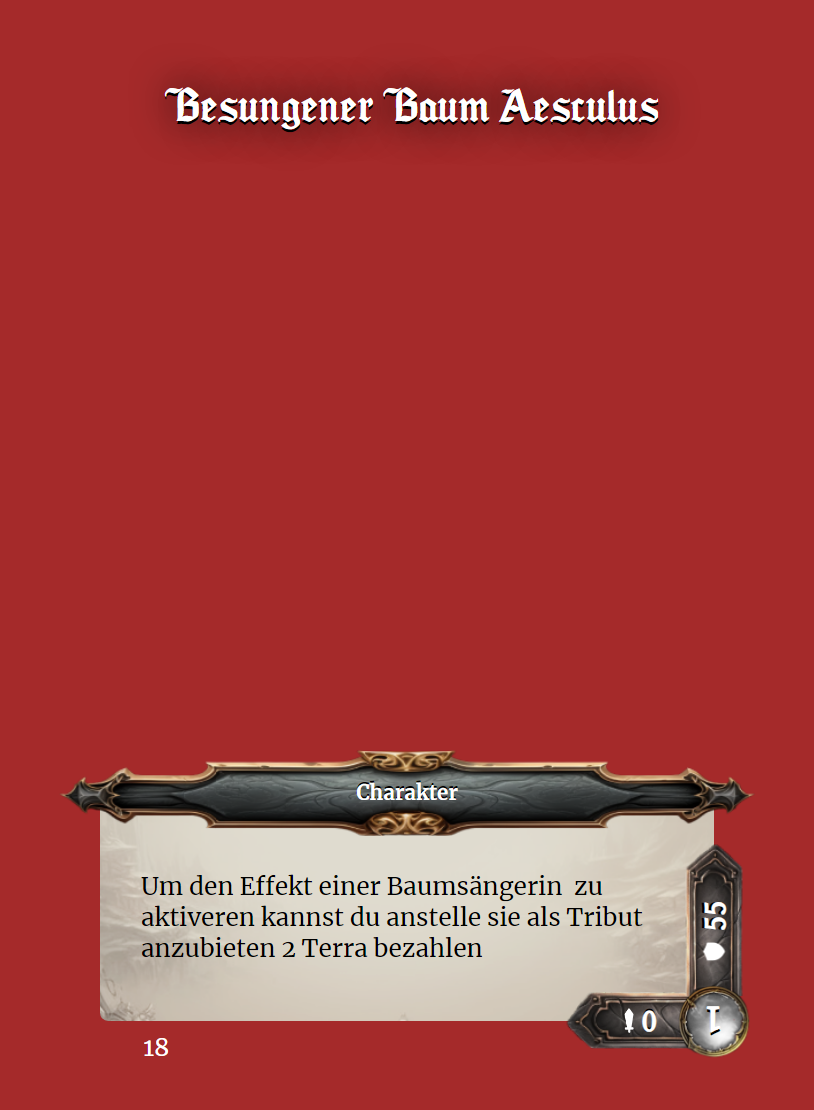 Besungener Baum Aesculus
Charakter
Um den Effekt einer Baumsängerin zu
aktiveren kannst du anstelle sie als Tribut
anzubieten 2 Terra bezahlen
55
0
1
18